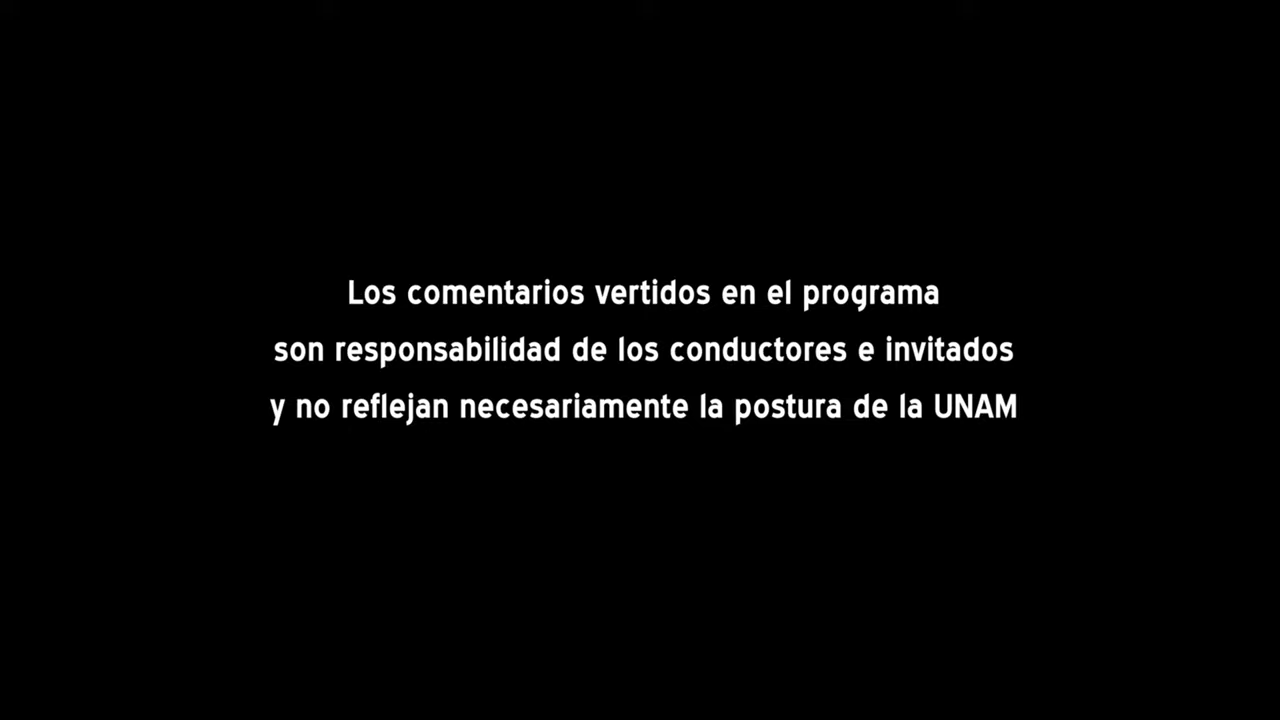 Los comentarios vertidos en el programa
son responsabilidad de los conductores e invitados
y no reflejan necesariamente la postura de la UNAM